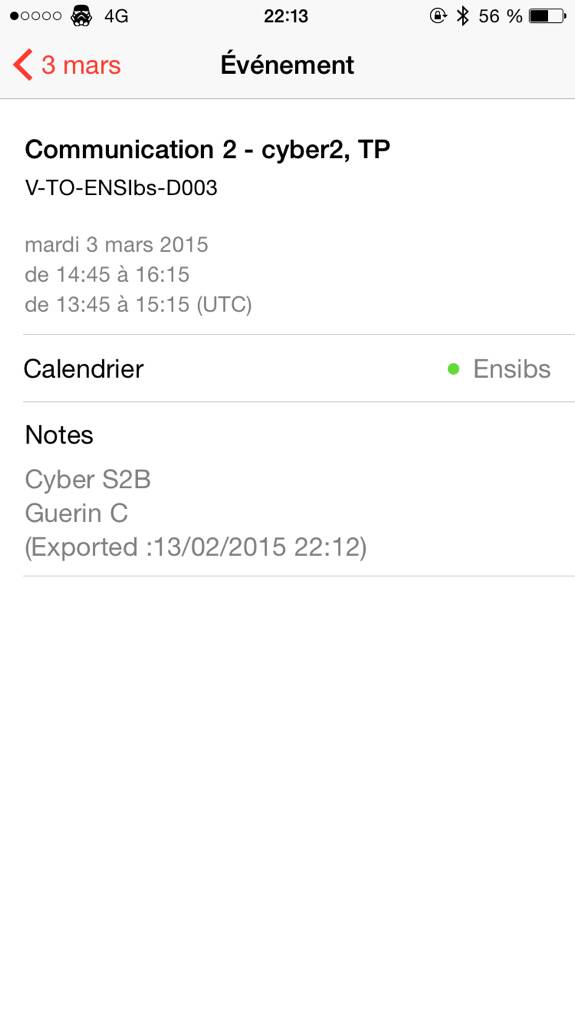 4G 22:13 56 %
3 mars Événement
Communication 2 - cyber2, TP
V-TO-ENSIbs-D003
mardi 3 mars 2015
de 14:45 à 16:15
de 13:45 à 15:15 (UTC)
Calendrier Ensibs
Notes
Cyber S2B
Guerin C
(Exported :13/02/2015 22:12)